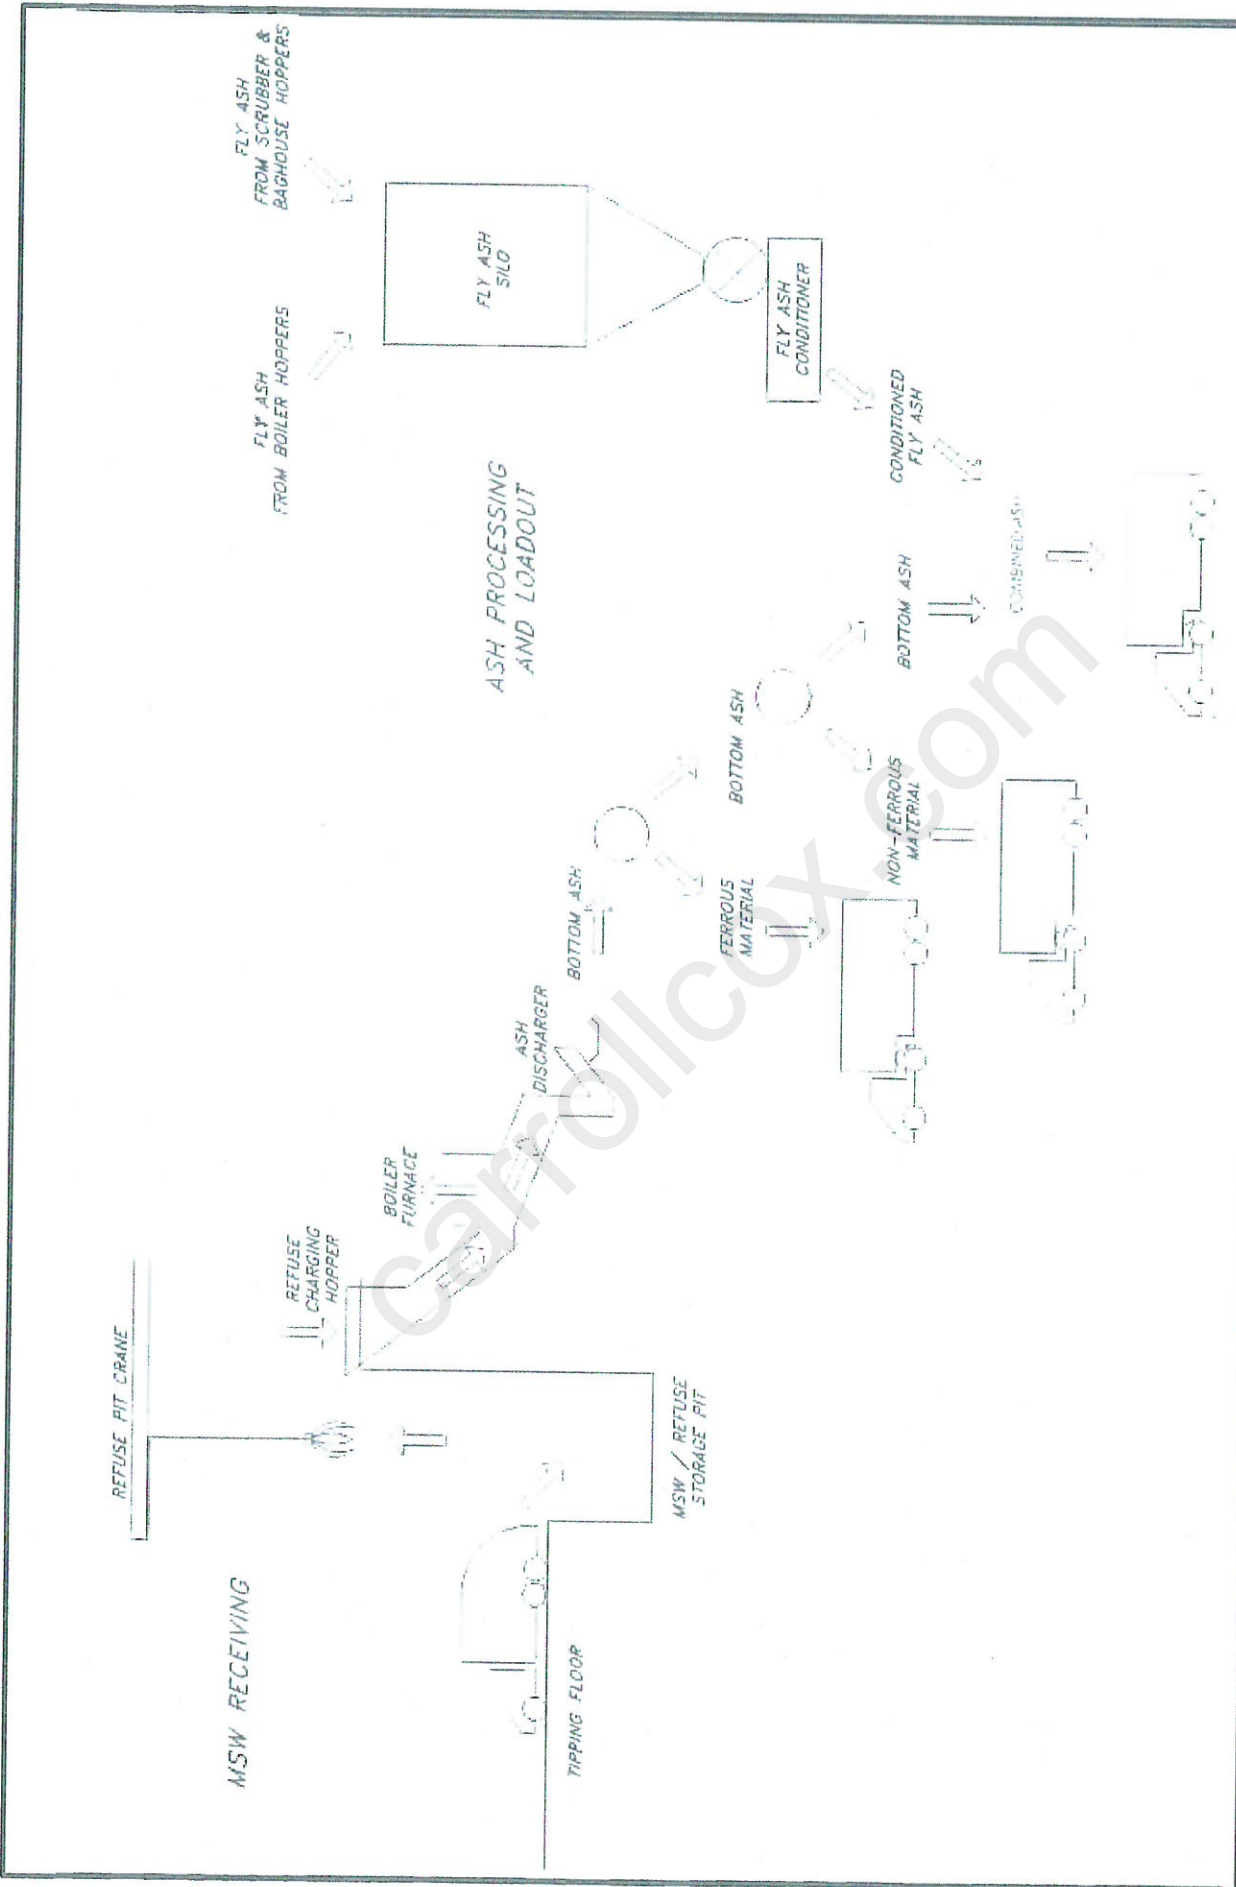 MSW RECEIVING
REFUSE PIT CRANE
TIPPING FLOOR
MSW / REFUSE
STORAGE PIT
REFUSE
CHARGING
HOPPER
BOILER
FURNACE
ASH
DISCHARGER
BOTTOM ASH
FERROUS
MATERIAL
BOTTOM ASH
NON-FERROUS
MATERIAL
BOTTOM ASH
COMBINED ASH
ASH PROCESSING
AND LOADOUT
FLY ASH
FROM BOILER HOPPERS
FLY ASH
FROM SCRUBBER &
BAGHOUSE HOPPERS
FLY ASH
SILO
FLY ASH
CONDITIONER
CONDITIONED
FLY ASH
carrollcox.com